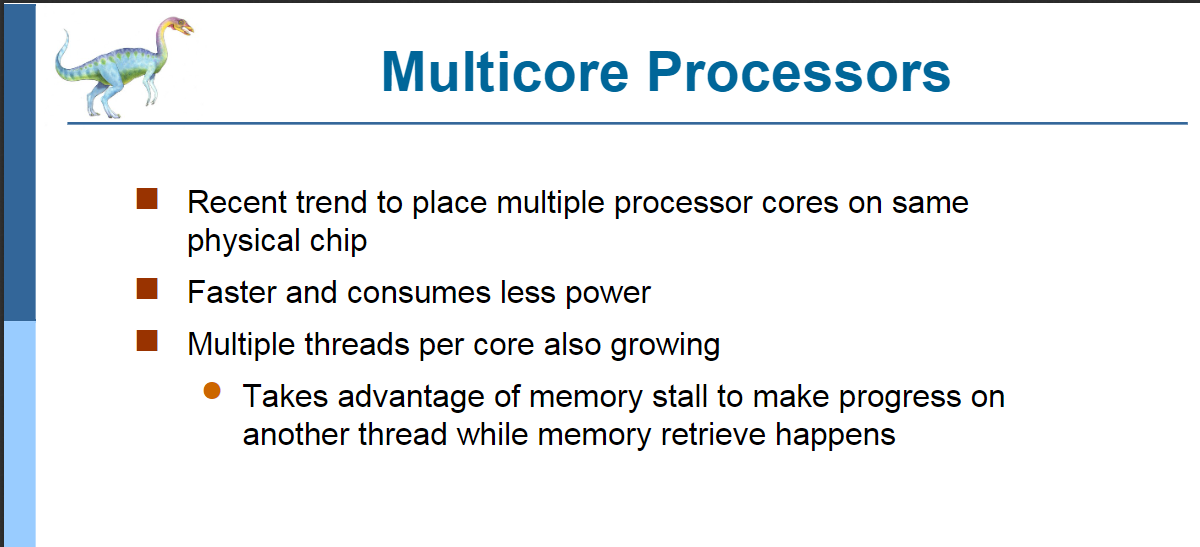 Multicore Processors
Recent trend to place multiple processor cores on same
physical chip
Faster and consumes less power
Multiple threads per core also growing
Takes advantage of memory stall to make progress on
another thread while memory retrieve happens